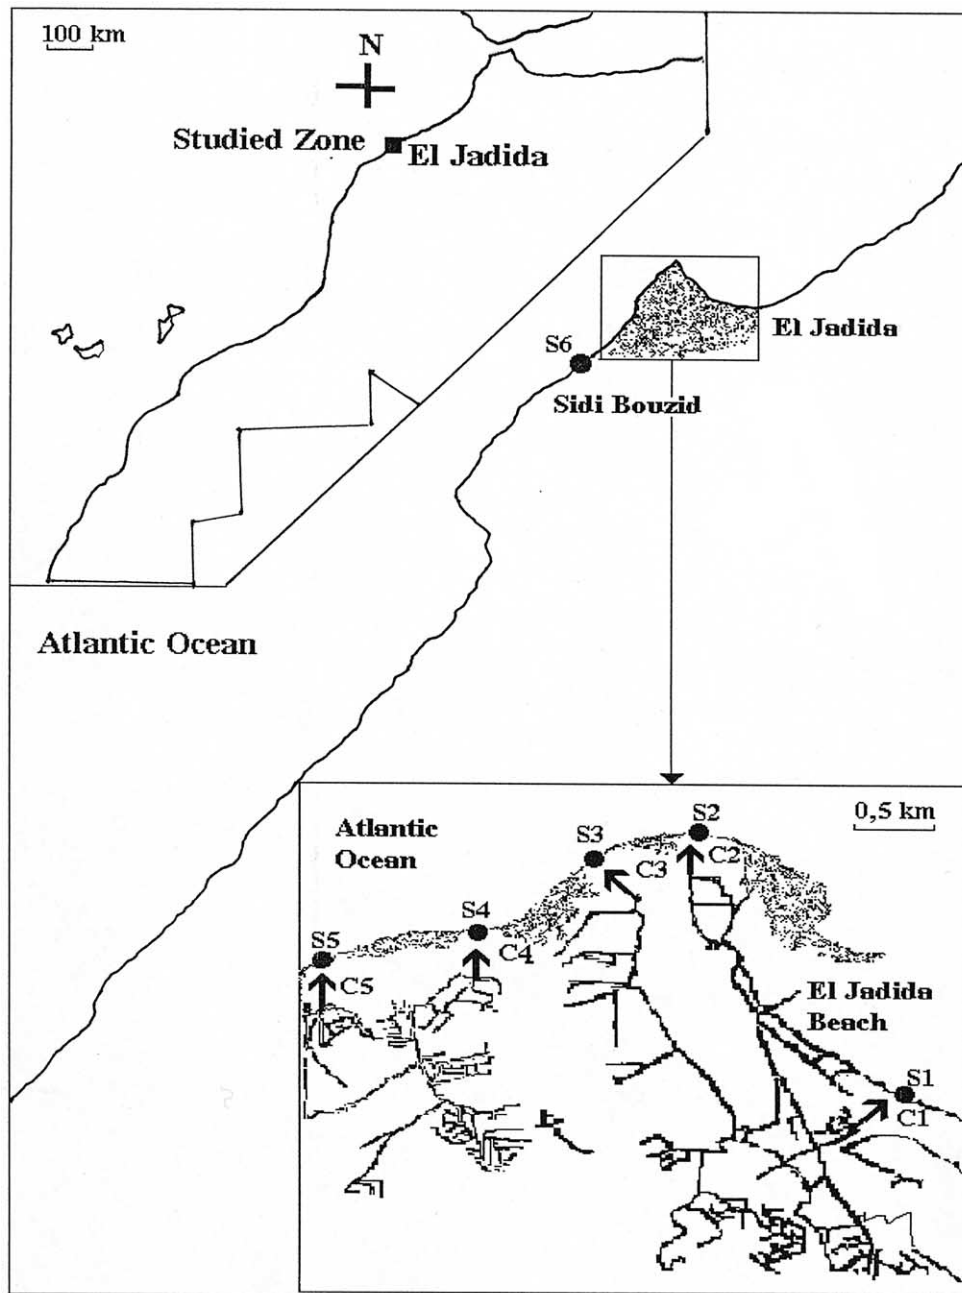 100 km
N
Studied Zone
El Jadida
El Jadida
S6
Sidi Bouzid
Atlantic Ocean
Atlantic
Ocean
0,5 km
S2
S3
C2
C3
S4
S5
C4
C5
El Jadida
Beach
S1
C1